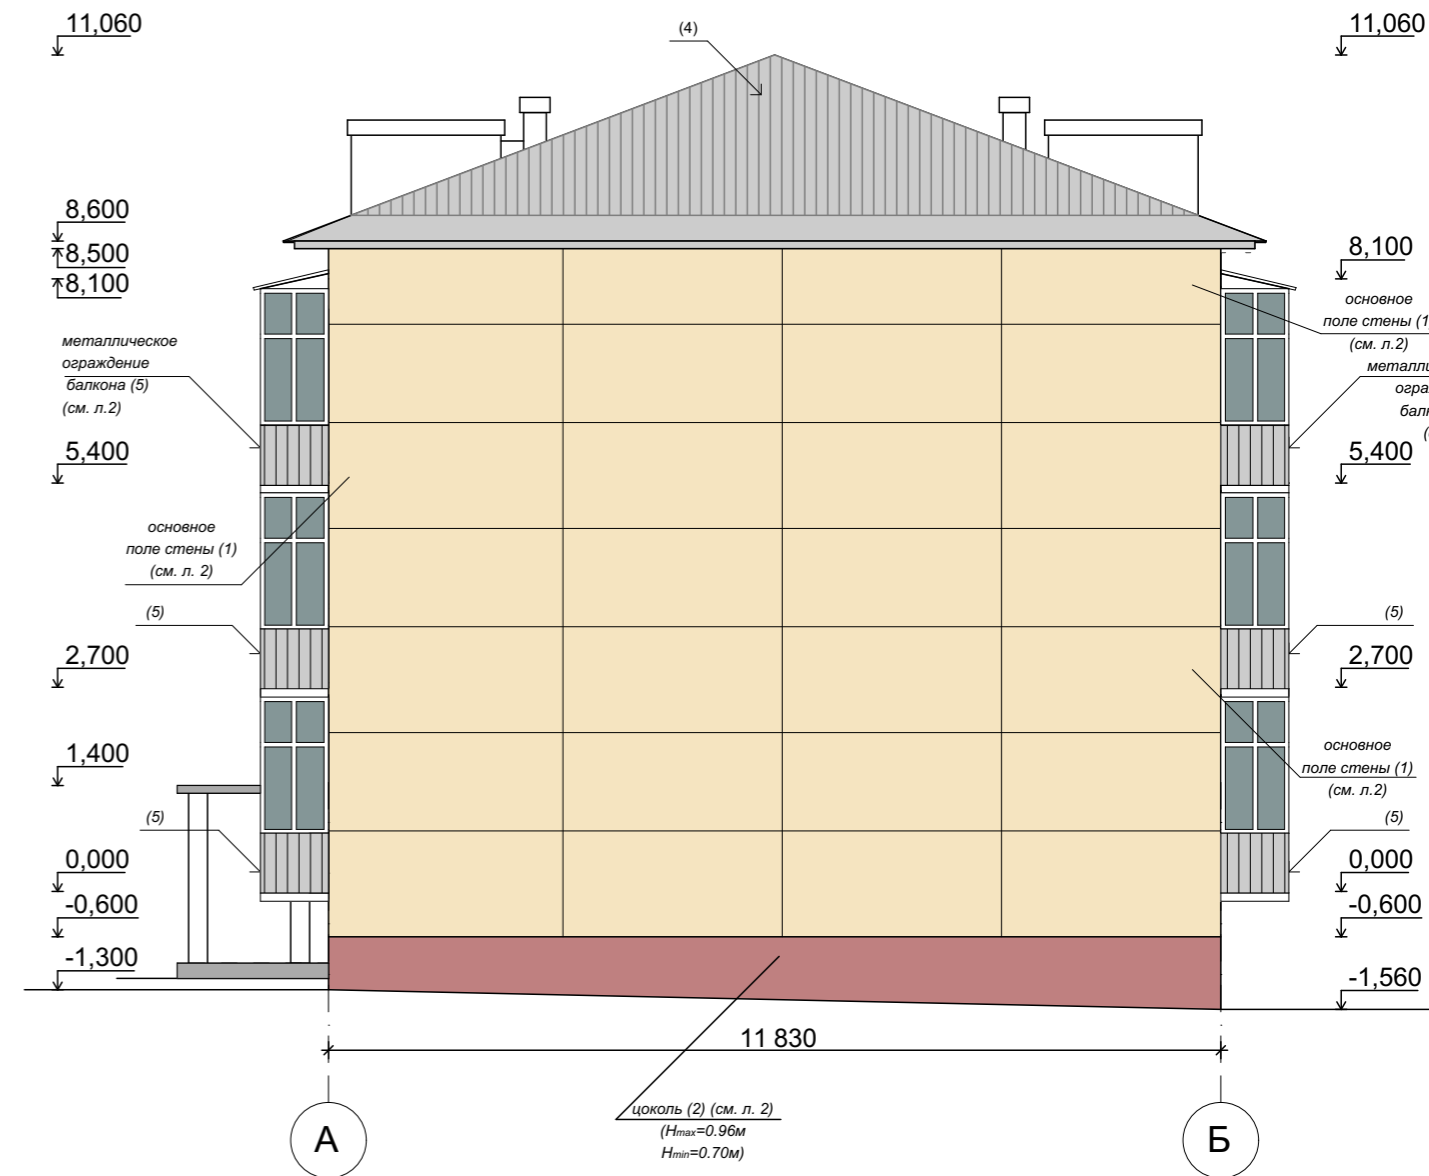 11,060
(4)
11,060
8,600
8,500
8,100
8,100
металлическое
ограждение
балкона (5)
(см. л.2)
основное
поле стены (1
(см. л.2)
5,400
5,400
основное
поле стены (1)
(см. л. 2)
(5)
(5)
2,700
2,700
1,400
основное
поле стены (1)
(см. л.2)
(5)
(5)
0,000
0,000
-0,600
-0,600
-1,300
-1,560
11 830
цоколь (2) (см. л. 2)
(Hmax=0.96м
Hmin=0.70м)
А
Б